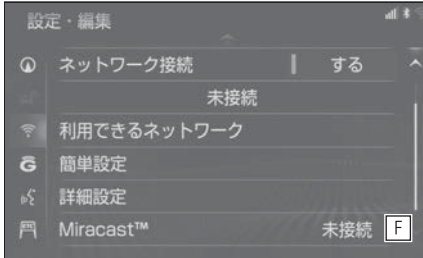 設定・編集
ネットワーク接続 する
未接続
利用できるネットワーク
G 簡単設定
詳細設定
Miracast™ 未接続 F